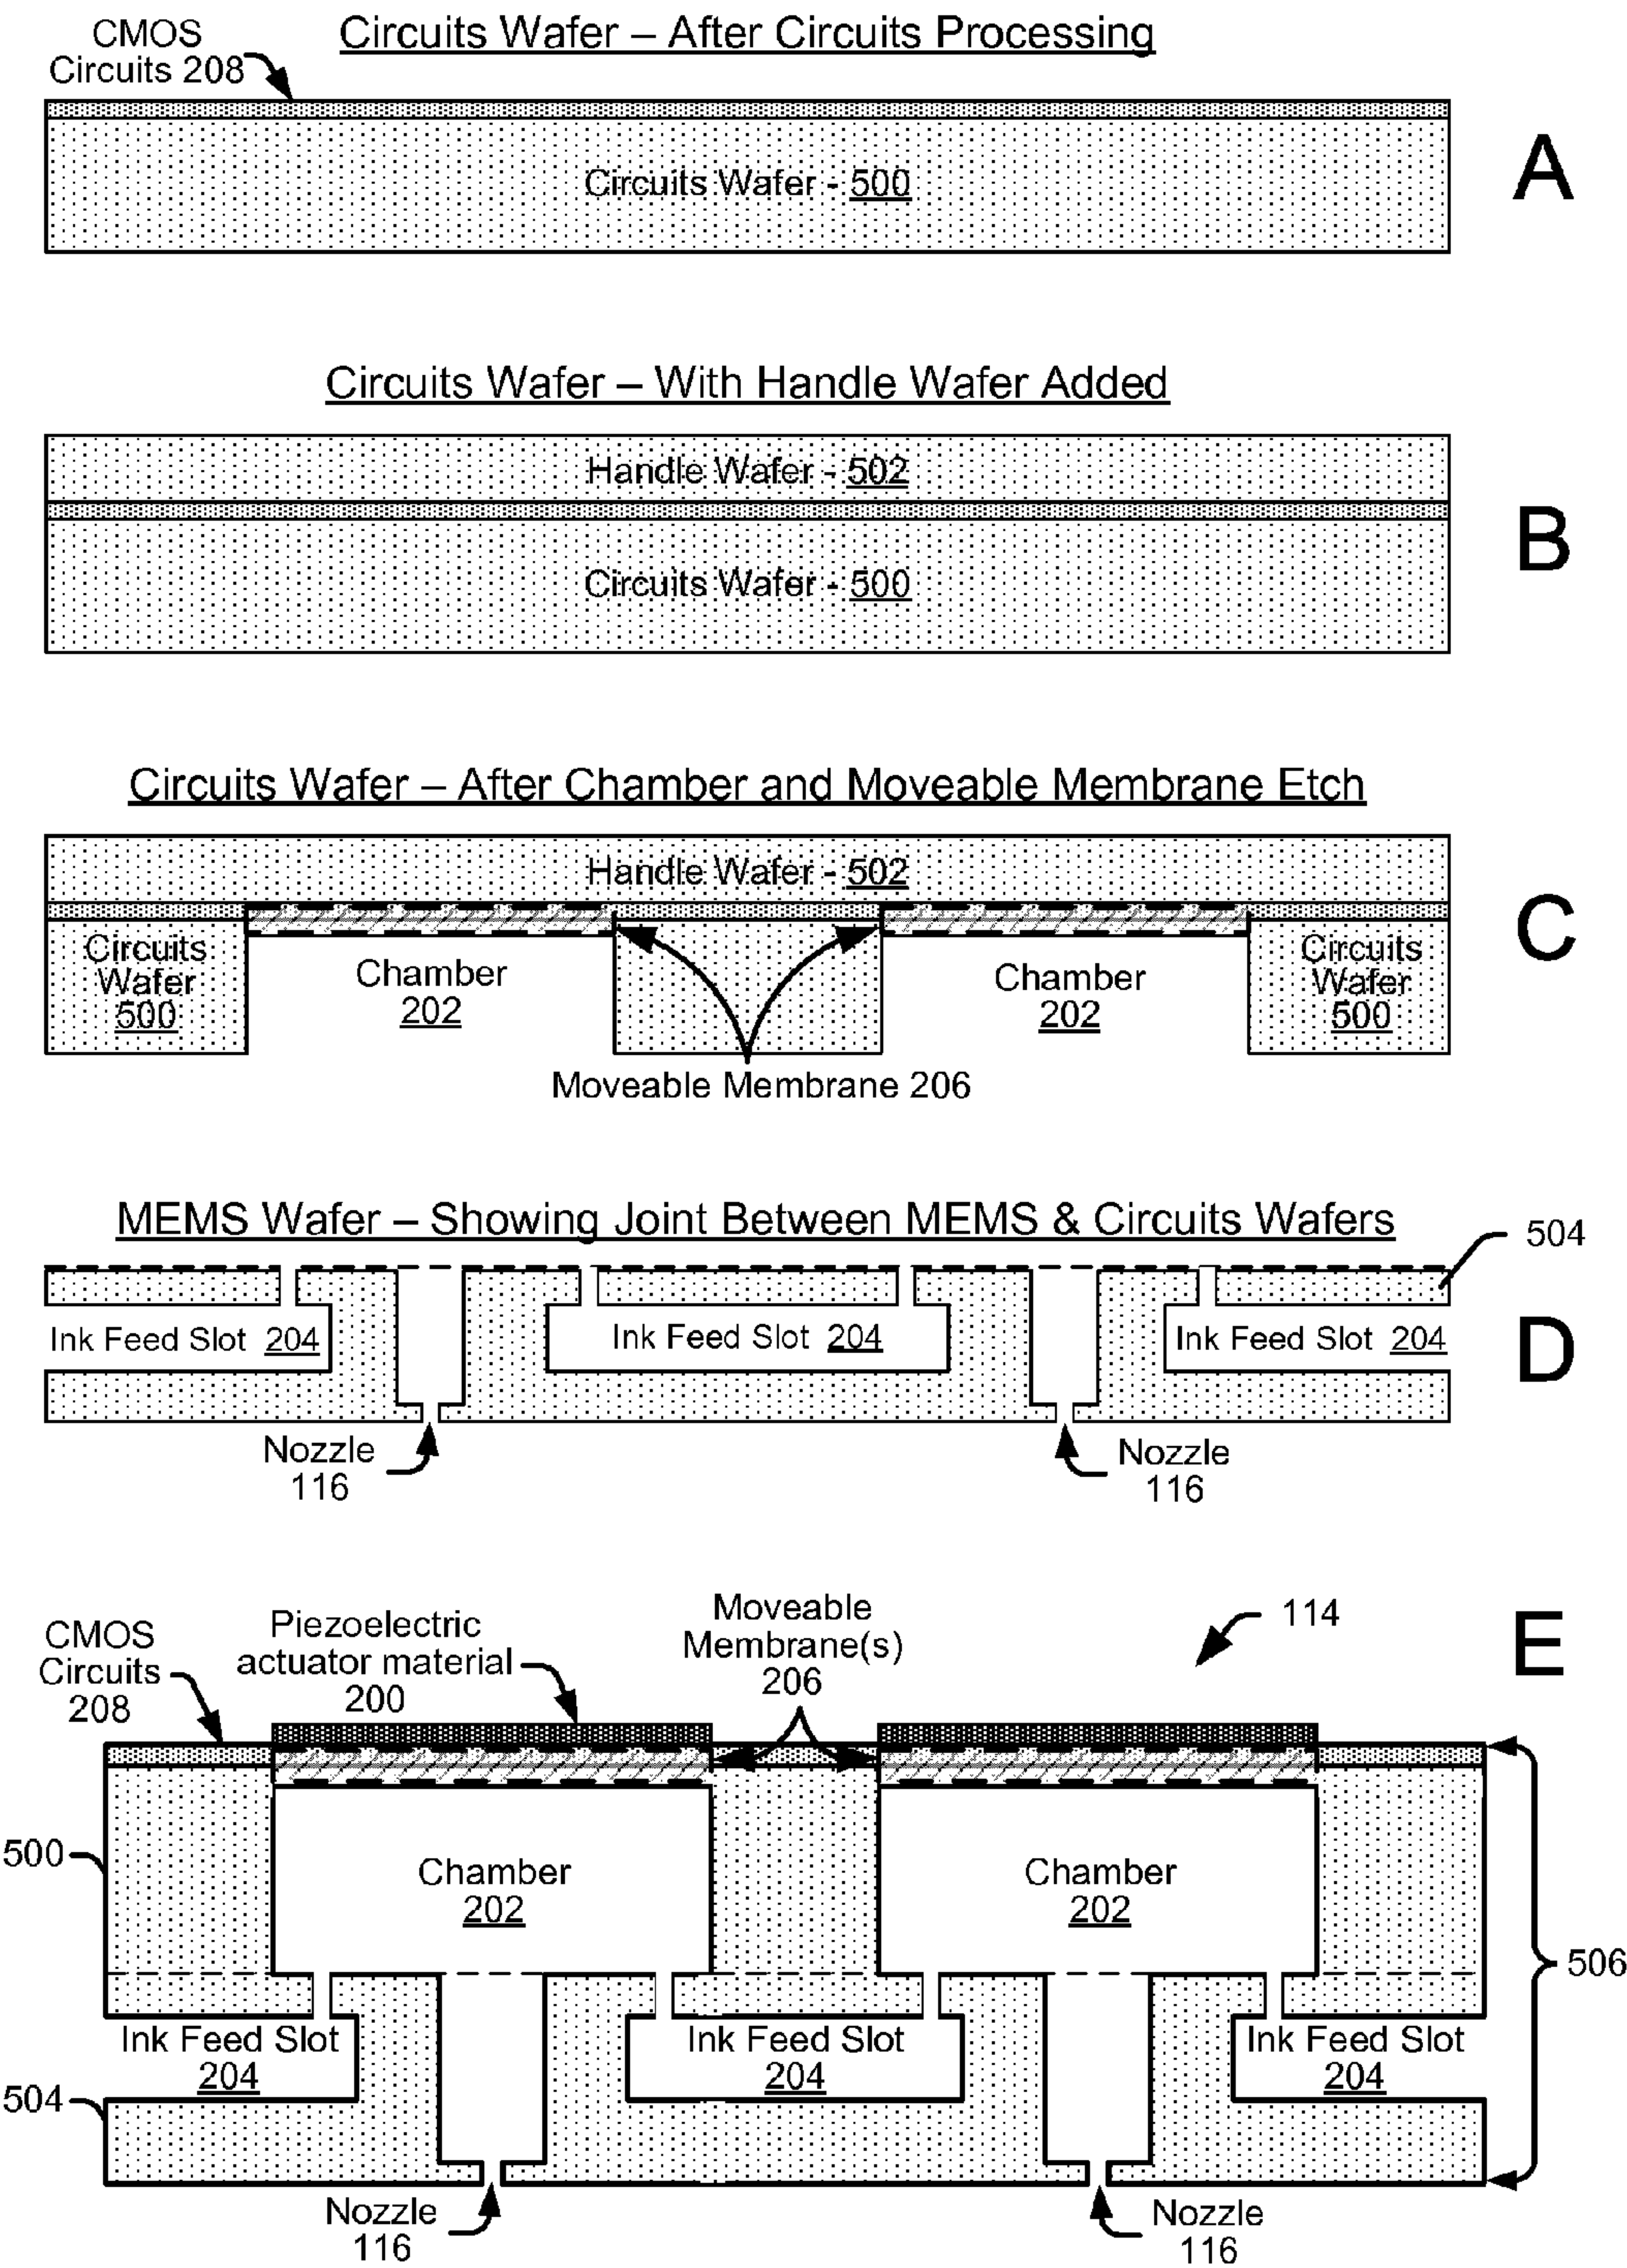 Circuits Wafer – After Circuits Processing
CMOS
Circuits 208
Circuits Wafer - 500
A
Circuits Wafer – With Handle Wafer Added
Handle Wafer - 502
Circuits Wafer - 500
B
Circuits Wafer – After Chamber and Moveable Membrane Etch
Handle Wafer - 502
Circuits
Wafer
500
Chamber
202
Chamber
202
Circuits
Wafer
500
C
Moveable Membrane 206
MEMS Wafer – Showing Joint Between MEMS & Circuits Wafers
504
Ink Feed Slot 204
Ink Feed Slot 204
Ink Feed Slot 204
D
Nozzle
116
Nozzle
116
CMOS
Circuits
208
Piezoelectric
actuator material
200
Moveable
Membrane(s)
206
114
E
500
Chamber
202
Chamber
202
506
Ink Feed Slot
204
Ink Feed Slot
204
Ink Feed Slot
204
504
Nozzle
116
Nozzle
116